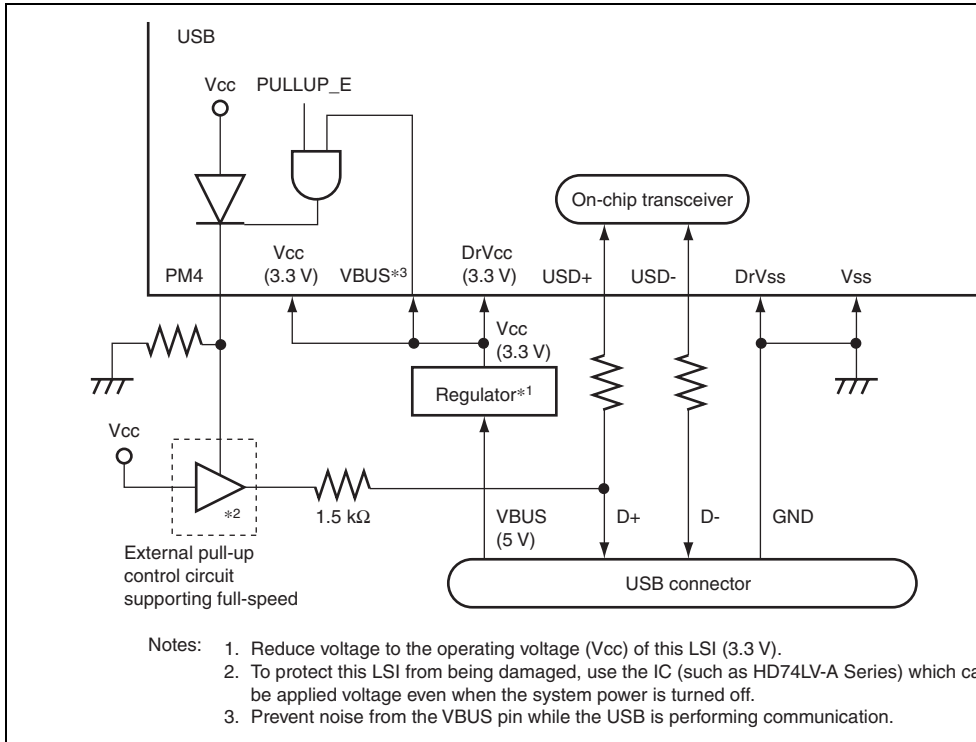 USB
Vcc
PULLUP_E
On-chip transceiver
PM4
Vcc
(3.3 V)
VBUS*3
DrVcc
(3.3 V)
USD+
USD-
DrVss
Vss
Vcc
(3.3 V)
Regulator*1
Vcc
*2
1.5 kΩ
VBUS
(5 V)
D+
D-
GND
External pull-up
control circuit
supporting full-speed
USB connector
Notes: 1. Reduce voltage to the operating voltage (Vcc) of this LSI (3.3 V).
2. To protect this LSI from being damaged, use the IC (such as HD74LV-A Series) which ca
be applied voltage even when the system power is turned off.
3. Prevent noise from the VBUS pin while the USB is performing communication.